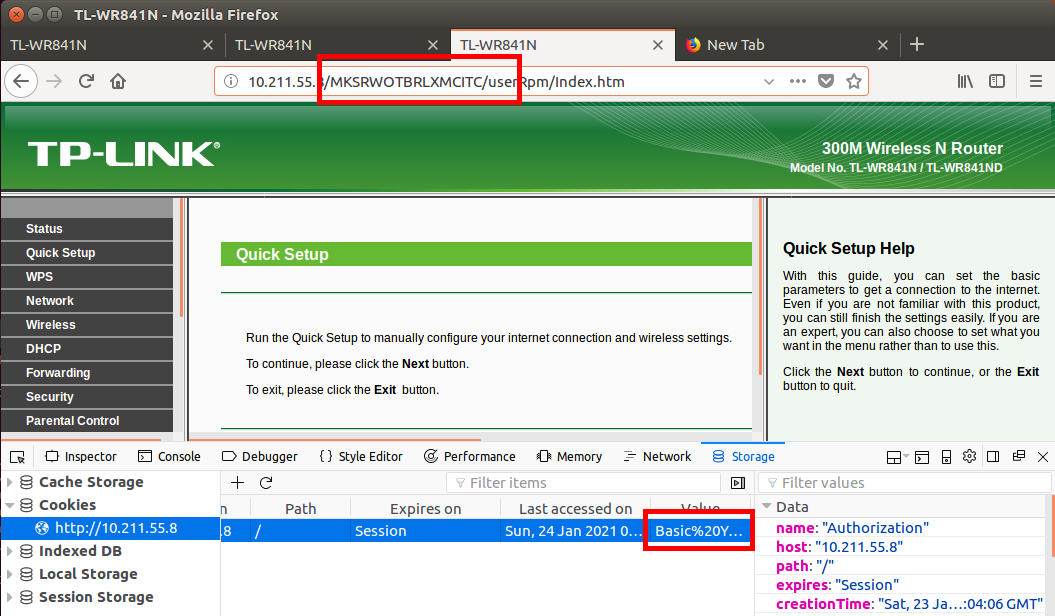 TL-WR841N - Mozilla Firefox
TL-WR841N TL-WR841N TL-WR841N New Tab
10.211.55.8/MKSRWOTBRLXMCITC/userRpm/Index.htm
TP-LINK®
300M Wireless N Router
Model No. TL-WR841N / TL-WR841ND
Status
Quick Setup
WPS
Network
Wireless
DHCP
Forwarding
Security
Parental Control
Quick Setup
Run the Quick Setup to manually configure your internet connection and wireless settings.
To continue, please click the Next button.
To exit, please click the Exit button.
Quick Setup Help
With this guide, you can set the basic
parameters to get a connection to the internet.
Even if you are not familiar with this product,
you can still finish the settings easily. If you are
an expert, you can also choose to set what you
want in the menu rather than to use this.
Click the Next button to continue, or the Exit
button to quit.
Inspector Console Debugger Style Editor Performance Memory Network Storage
Cache Storage
Cookies
http://10.211.55.8
Indexed DB
Local Storage
Session Storage
Filter items
n Path Expires on Last accessed on Value
.8 / Session Sun, 24 Jan 2021 0... Basic%20Y...
Filter values
Data
name: "Authorization"
host: "10.211.55.8"
path: "/"
expires: "Session"
creationTime: "Sat, 23 Ja...:04:06 GMT"